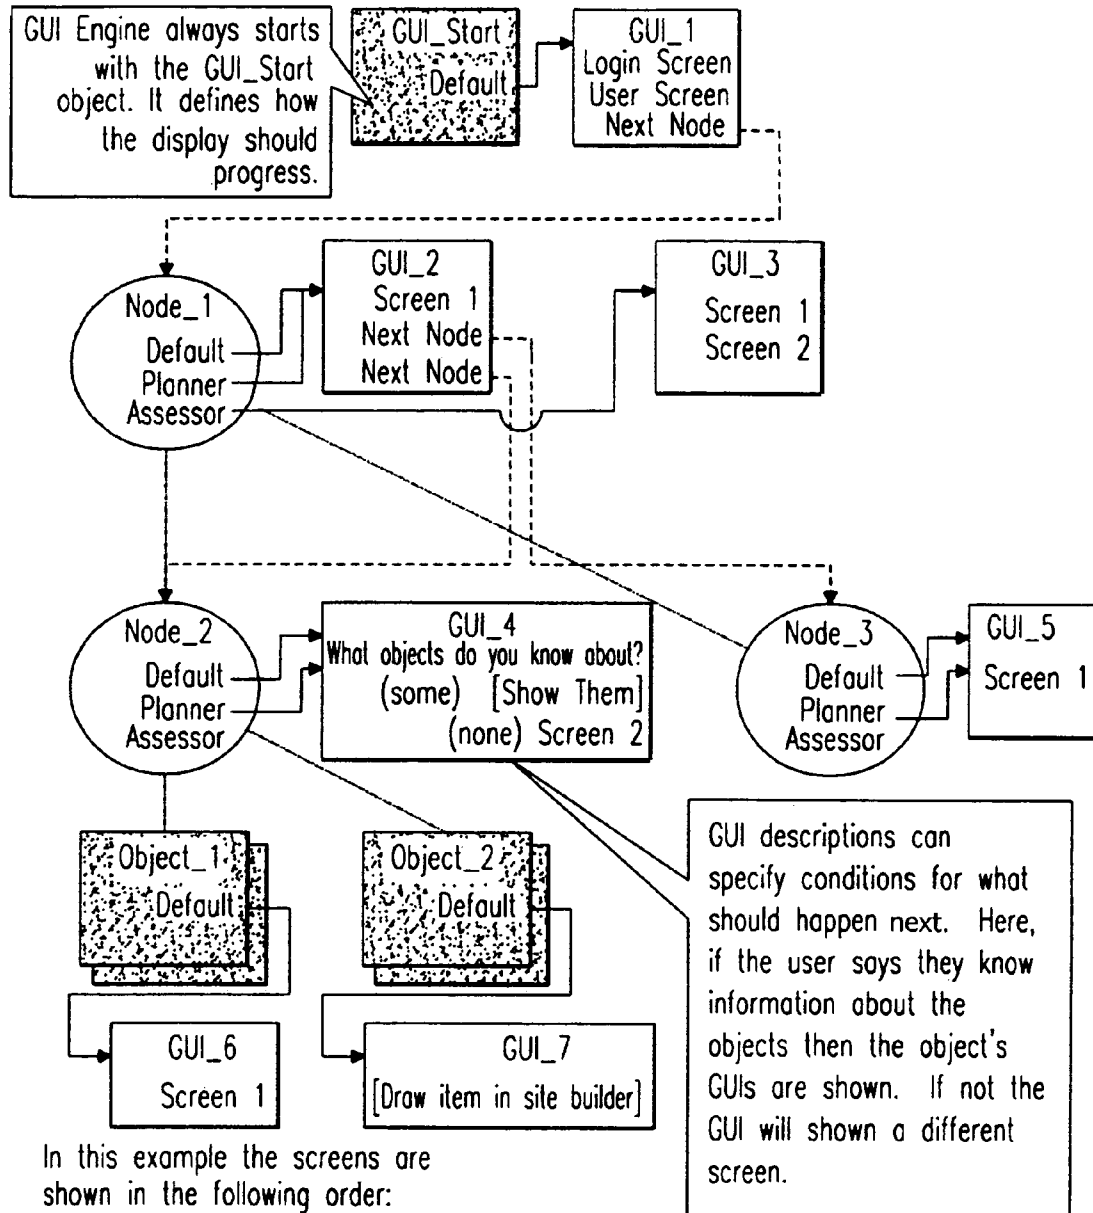 GUI Engine always starts
with the GUI_Start
object. It defines how
the display should
progress.
GUI_Start
Default
GUI_1
Login Screen
User Screen
Next Node
Node_1
Default
Planner
Assessor
GUI_2
Screen 1
Next Node
Next Node
GUI_3
Screen 1
Screen 2
Node_2
Default
Planner
Assessor
GUI_4
What objects do you know about?
(some) [Show Them]
(none) Screen 2
Node_3
Default
Planner
Assessor
GUI_5
Screen 1
Object_1
Default
Object_2
Default
GUI_6
Screen 1
GUI_7
[Draw item in site builder]
GUI descriptions can
specify conditions for what
should happen next. Here,
if the user says they know
information about the
objects then the object's
GUIs are shown. If not the
GUI will shown a different
screen.
In this example the screens are
shown in the following order: